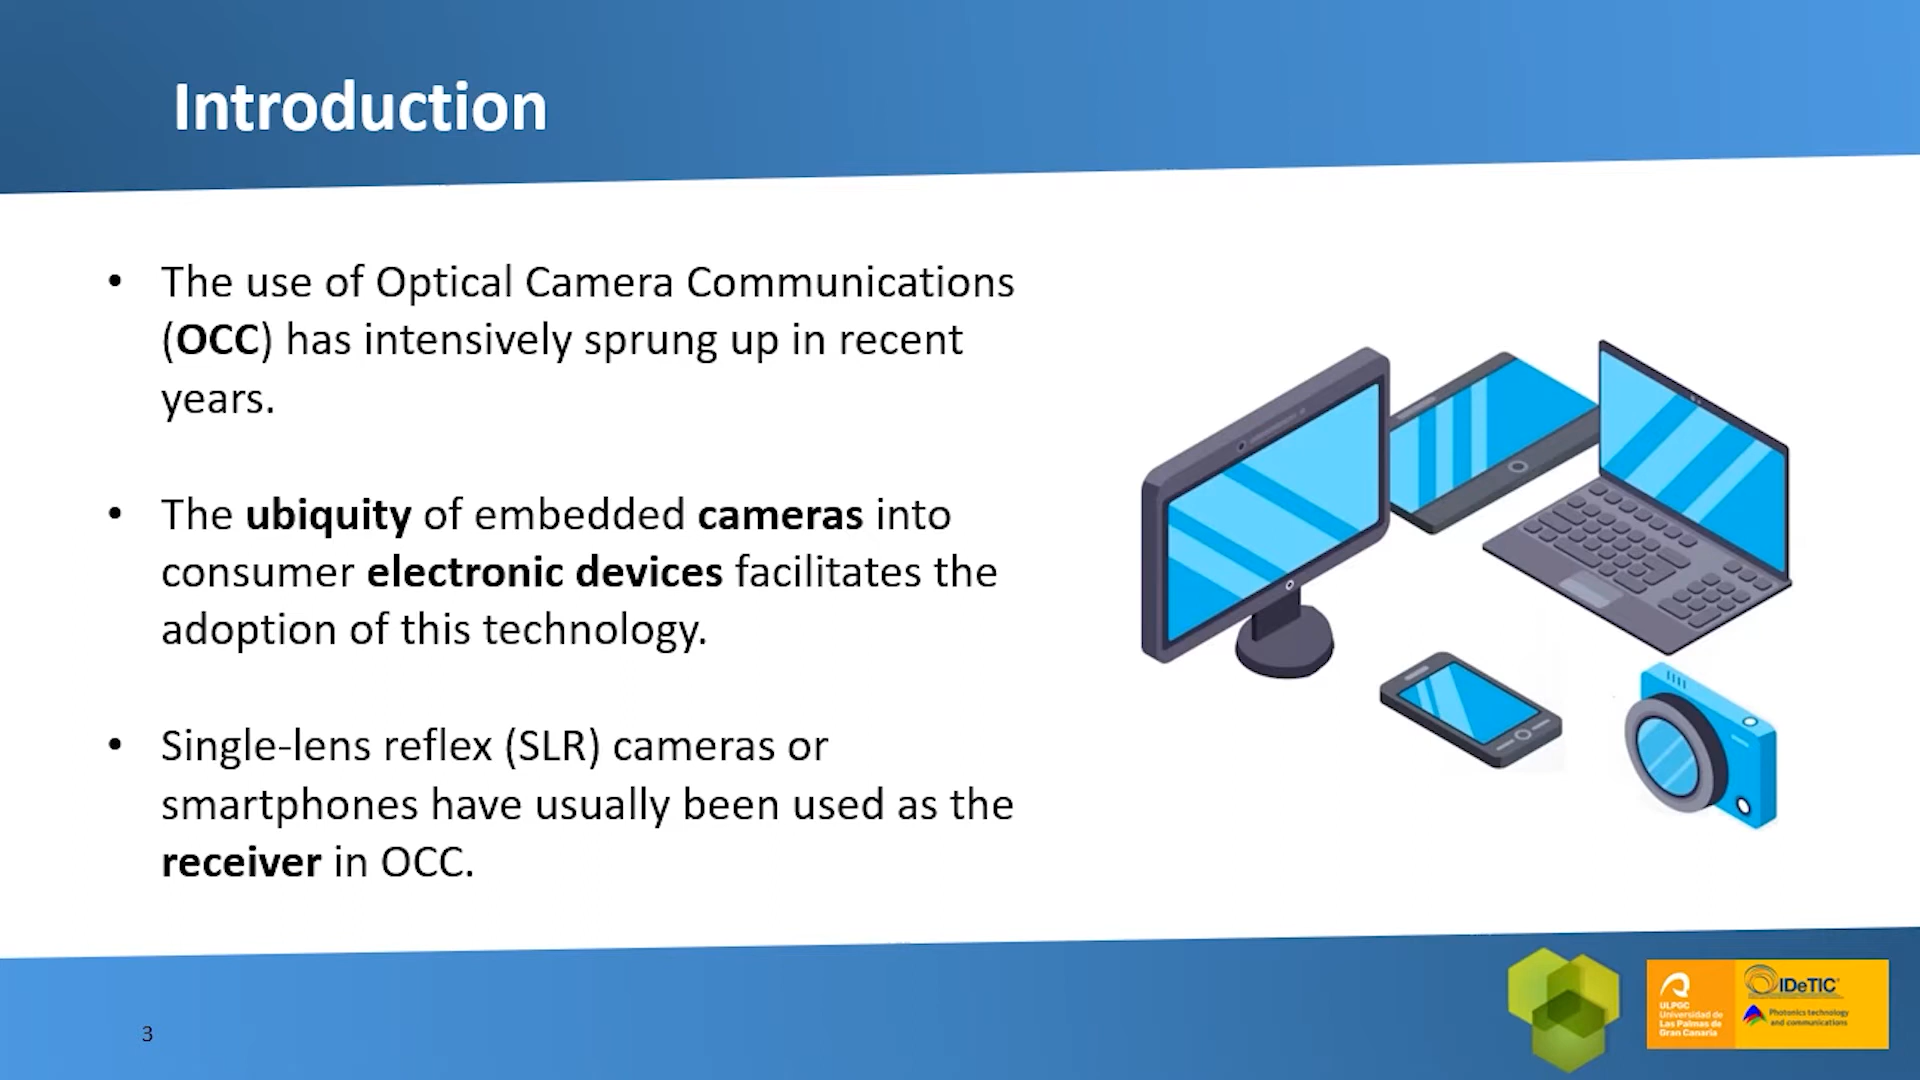 Introduction
• The use of Optical Camera Communications
(OCC) has intensively sprung up in recent
years.
• The ubiquity of embedded cameras into
consumer electronic devices facilitates the
adoption of this technology.
• Single-lens reflex (SLR) cameras or
smartphones have usually been used as the
receiver in OCC.
3
ULPGC
Universidad de
Las Palmas de
Gran Canaria
IDeTIC
Photonics technology
and communications